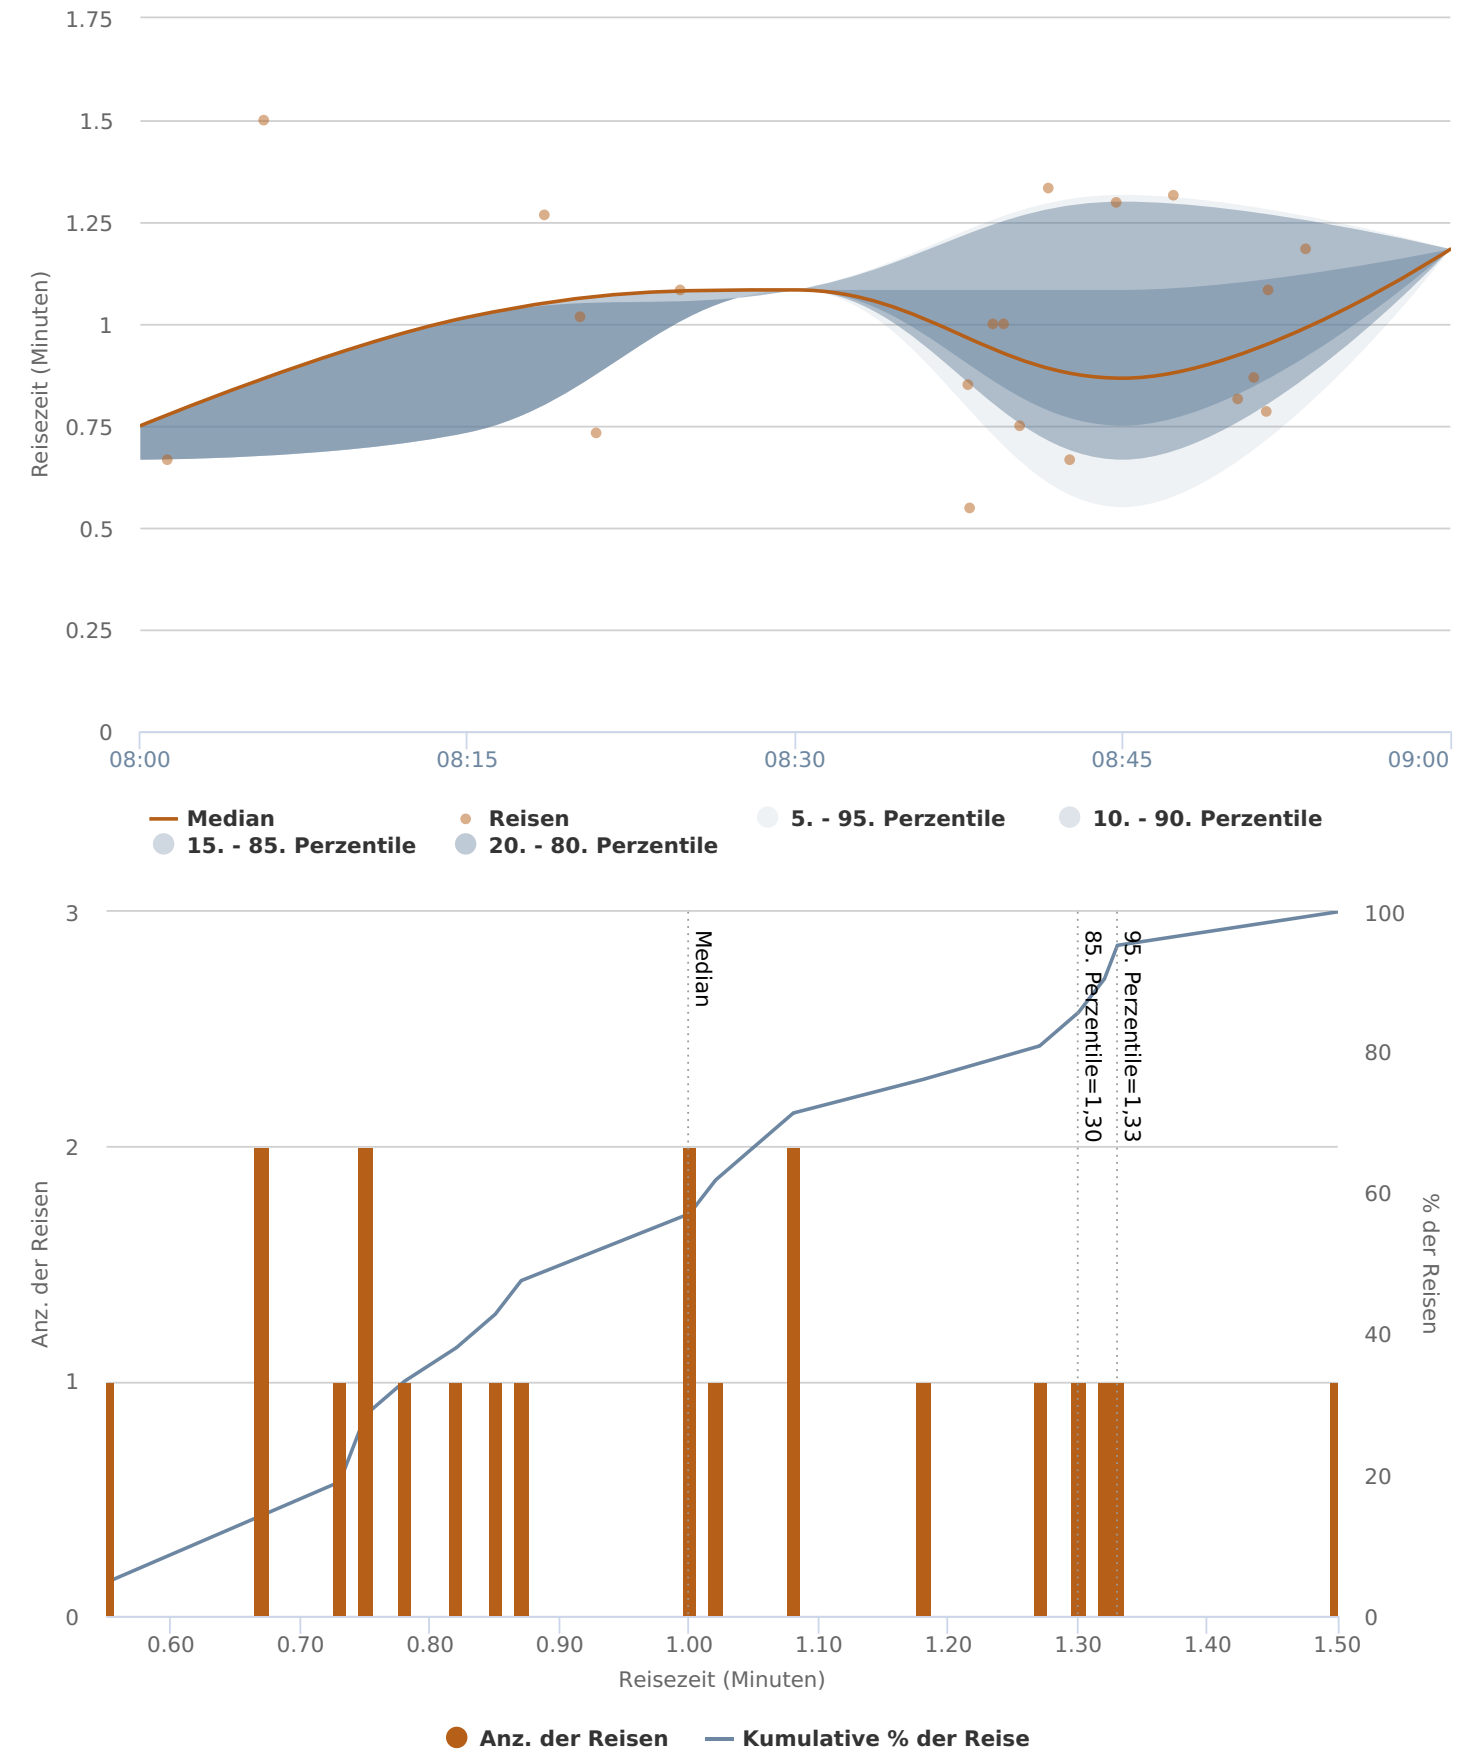 1.75
1.5
1.25
1
0.75
0.5
0.25
0
Reisezeit (Minuten)
08:00 08:15 08:30 08:45 09:00
Median Reisen 5. - 95. Perzentile 10. - 90. Perzentile
15. - 85. Perzentile 20. - 80. Perzentile
3
2
1
0
Anz. der Reisen
Median
85. Perzentile=1,30
95. Perzentile=1,33
100
80
60
40
20
0
% der Reisen
0.60 0.70 0.80 0.90 1.00 1.10 1.20 1.30 1.40 1.50
Reisezeit (Minuten)
Anz. der Reisen Kumulative % der Reise